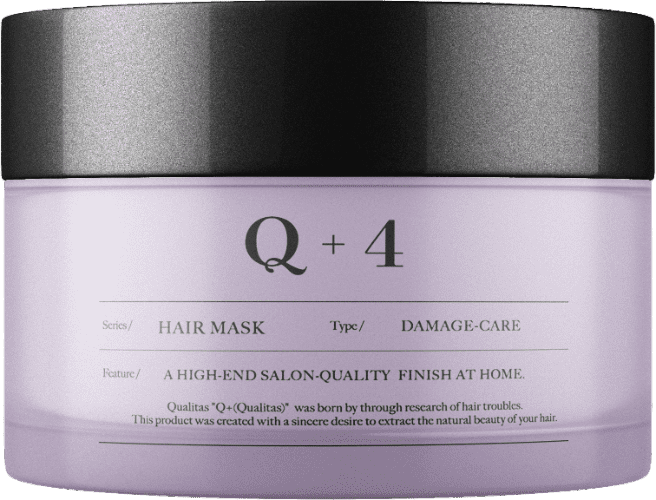 Q + 4
Series/ HAIR MASK Type/ DAMAGE-CARE
Feature/ A HIGH-END SALON-QUALITY FINISH AT HOME.
Qualitas "Q+(Qualitas)" was born by through research of hair troubles.
This product was created with a sincere desire to extract the natural beauty of your hair.